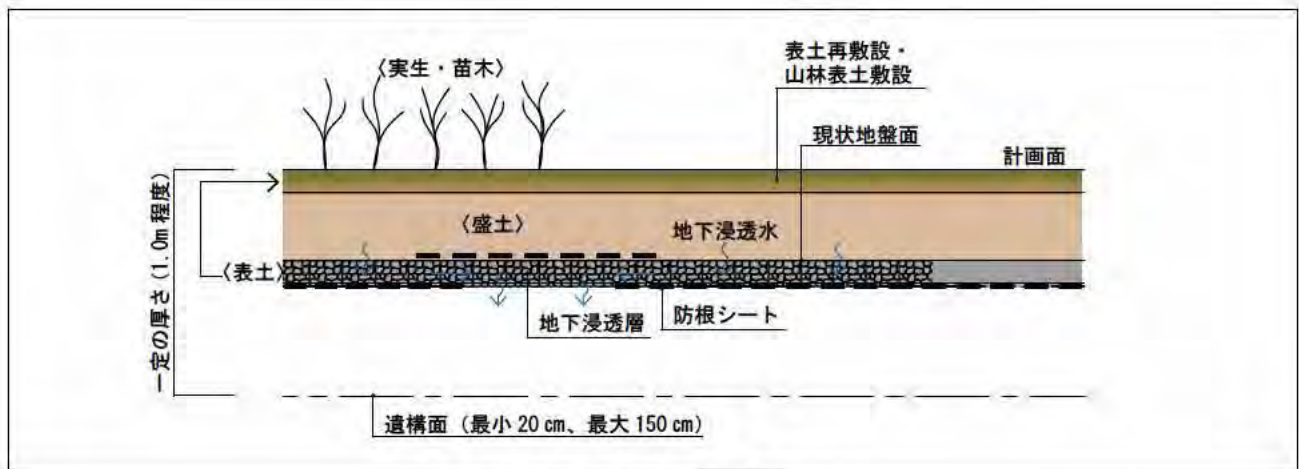 表土再敷設・
山林表土敷設
〈実生・苗木〉
現状地盤面
計画面
一定の厚さ（1.0m 程度）
〈盛土〉
地下浸透水
〈表土〉
地下浸透層
防根シート
遺構面（最小 20 ㎝、最大 150 ㎝）